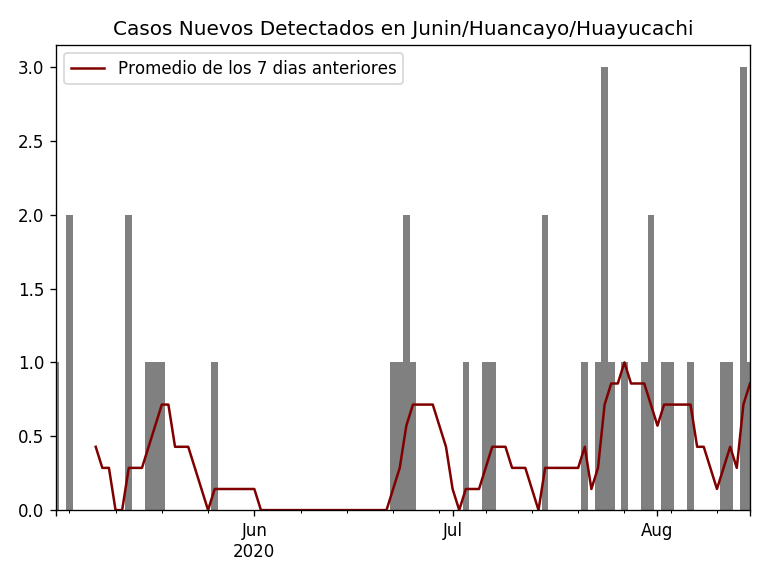 Casos Nuevos Detectados en Junin/Huancayo/Huayucachi
Promedio de los 7 dias anteriores
3.0
2.5
2.0
1.5
1.0
0.5
0.0
Jun
2020
Jul
Aug